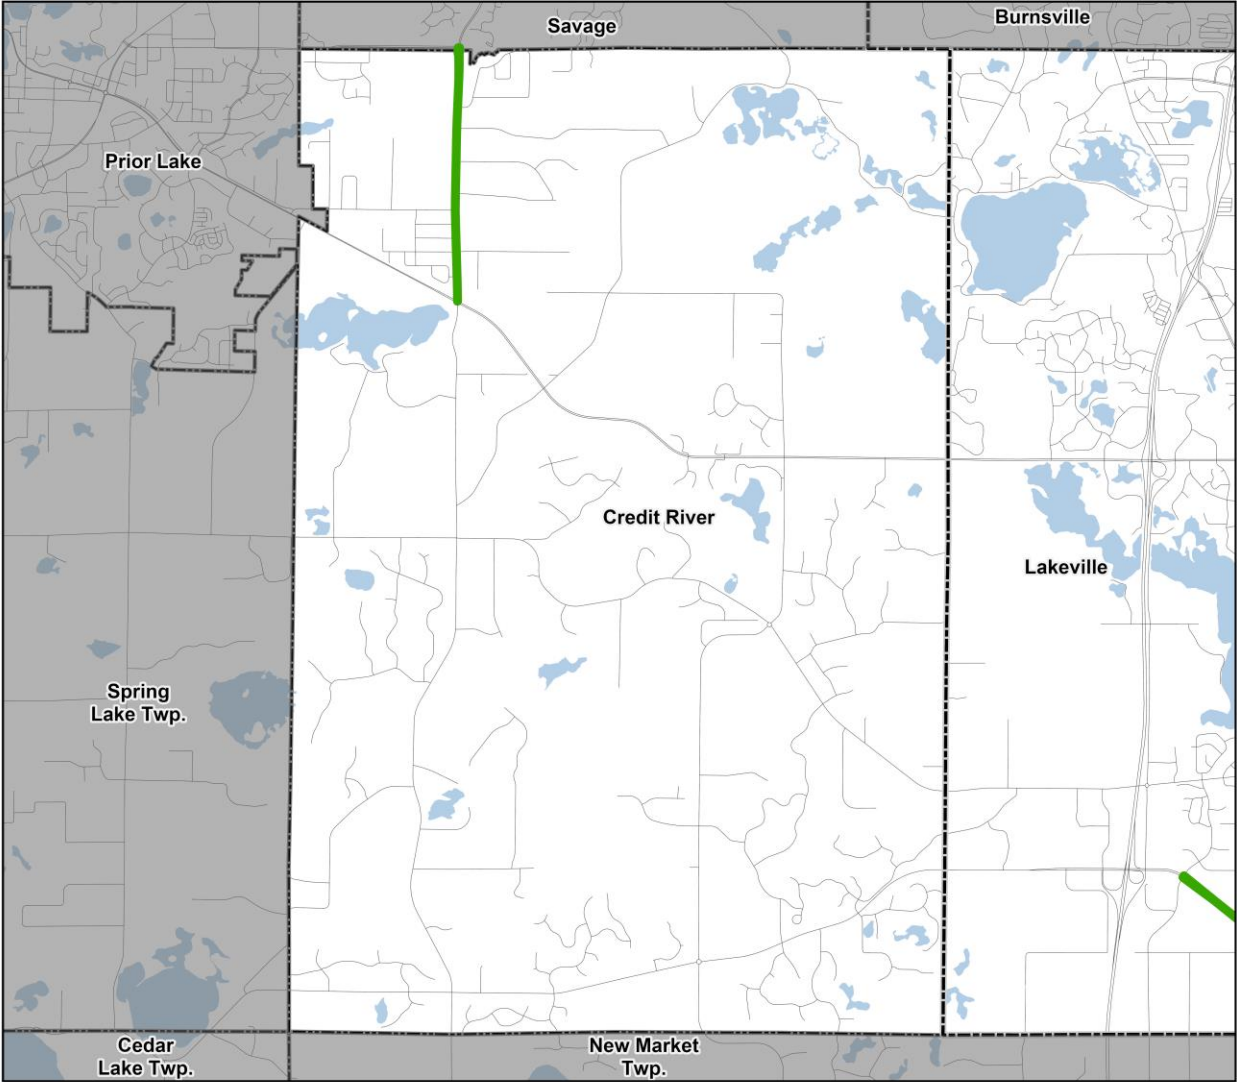 Savage
Burnsville
Prior Lake
Credit River
Lakeville
Spring
Lake Twp.
Cedar
Lake Twp.
New Market
Twp.